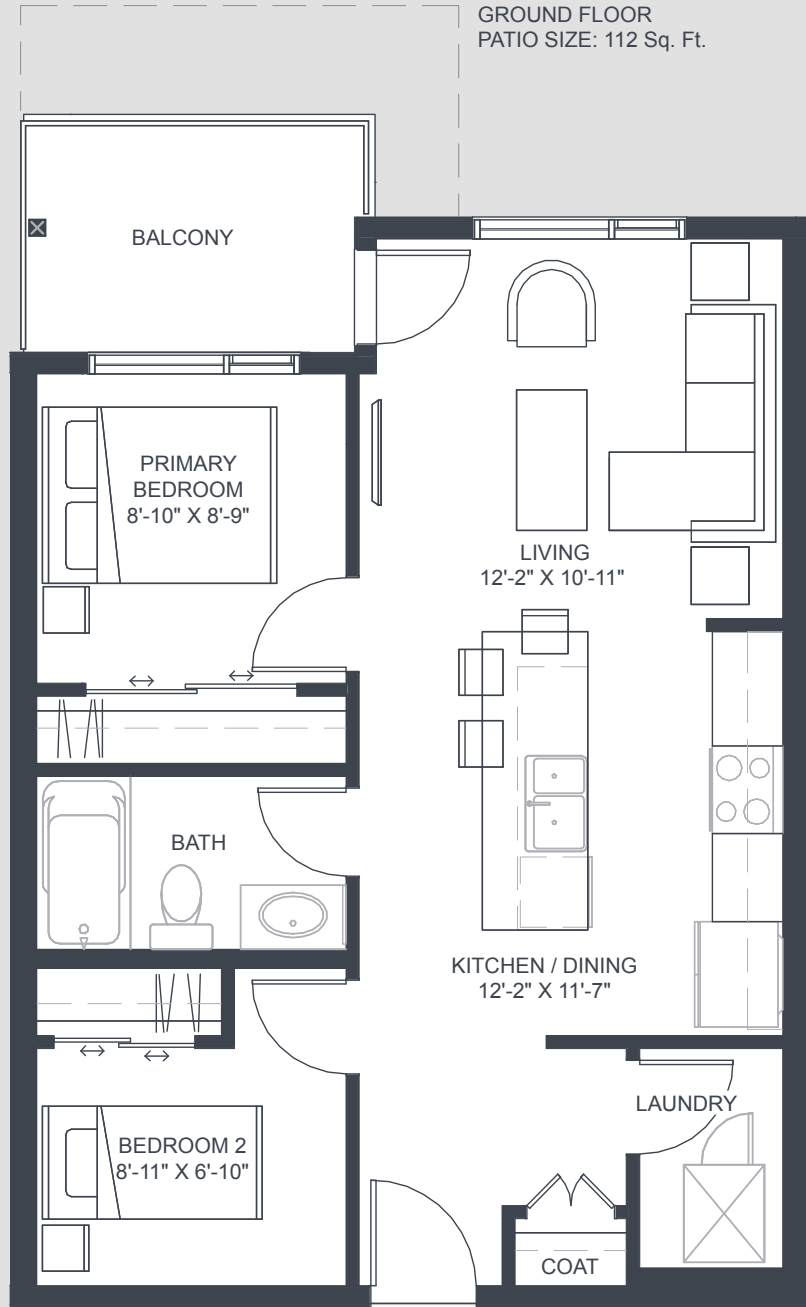 GROUND FLOOR
PATIO SIZE: 112 Sq. Ft.
BALCONY
PRIMARY
BEDROOM
8'-10" X 8'-9"
LIVING
12'-2" X 10'-11"
BATH
KITCHEN / DINING
12'-2" X 11'-7"
LAUNDRY
BEDROOM 2
8'-11" X 6'-10"
COAT